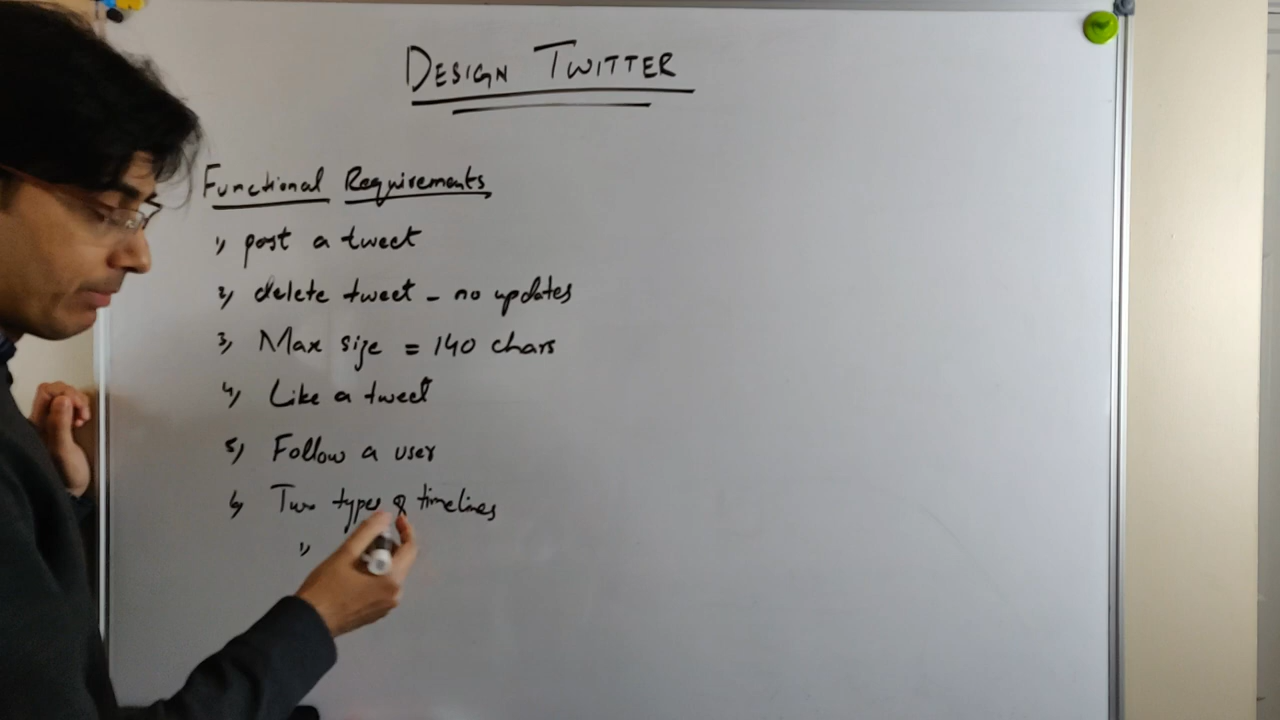 DESIGN TWITTER
Functional Requirements
1) post a tweet
2) delete tweet - no updates
3) Max size = 140 chars
4) Like a tweet
5) Follow a user
6) Two types of timelines
1)